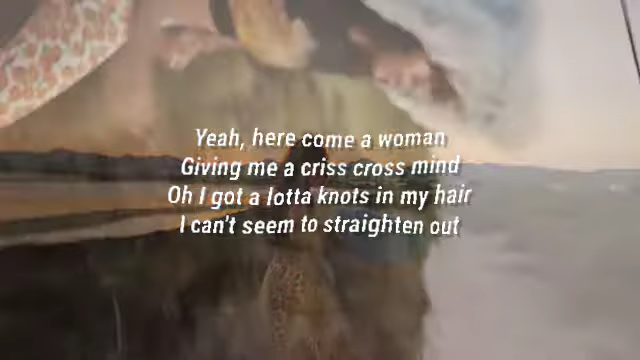 Yeah, here come a woman
Giving me a criss cross mind
Oh I got a lotta knots in my hair
I can't seem to straighten out